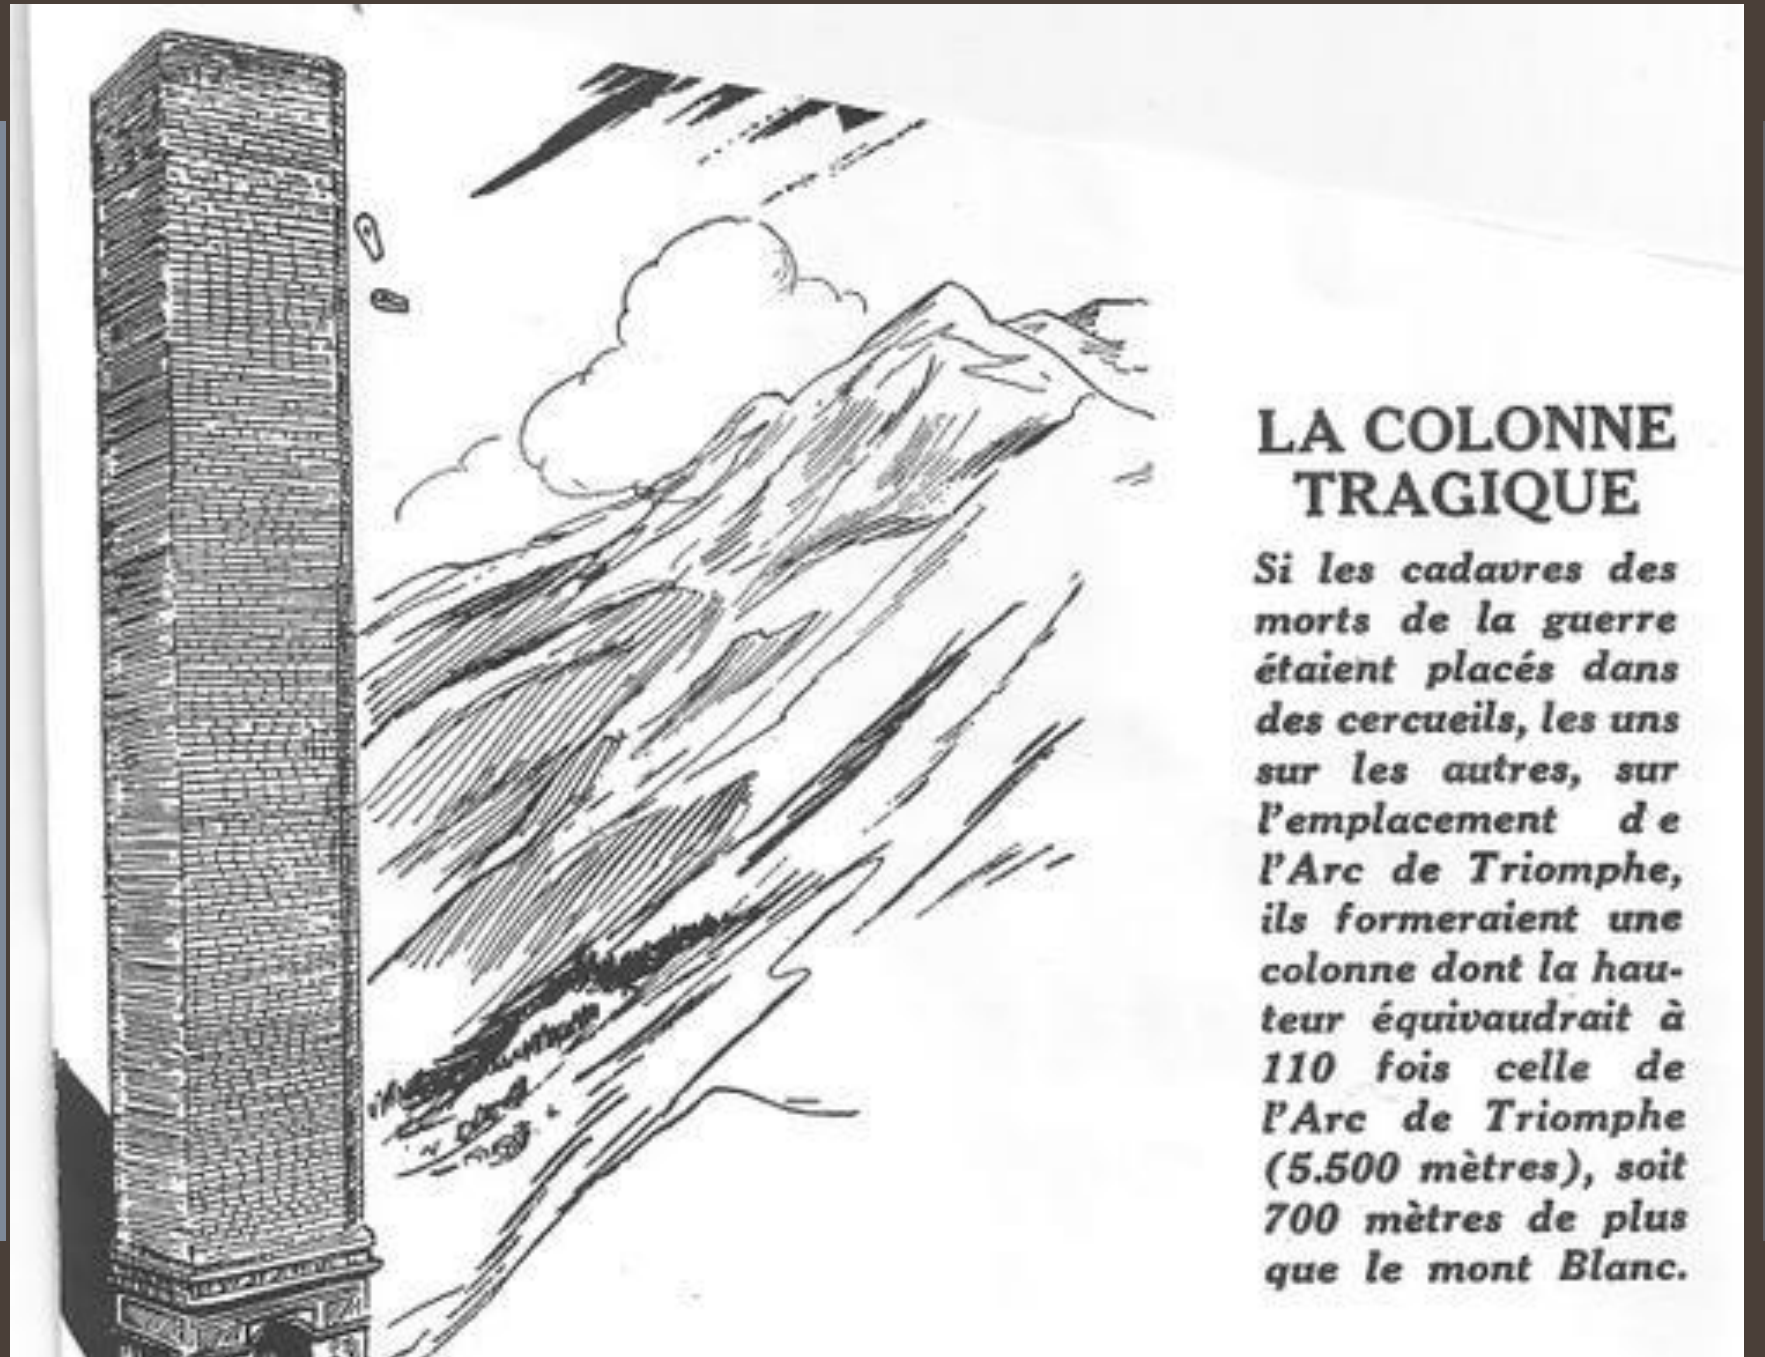 LA COLONNE
TRAGIQUE
Si les cadavres des
morts de la guerre
étaient placés dans
des cercueils, les uns
sur les autres, sur
l'emplacement de
l'Arc de Triomphe,
ils formeraient une
colonne dont la hau-
teur équivaudrait à
110 fois celle de
l'Arc de Triomphe
(5.500 mètres), soit
700 mètres de plus
que le mont Blanc.